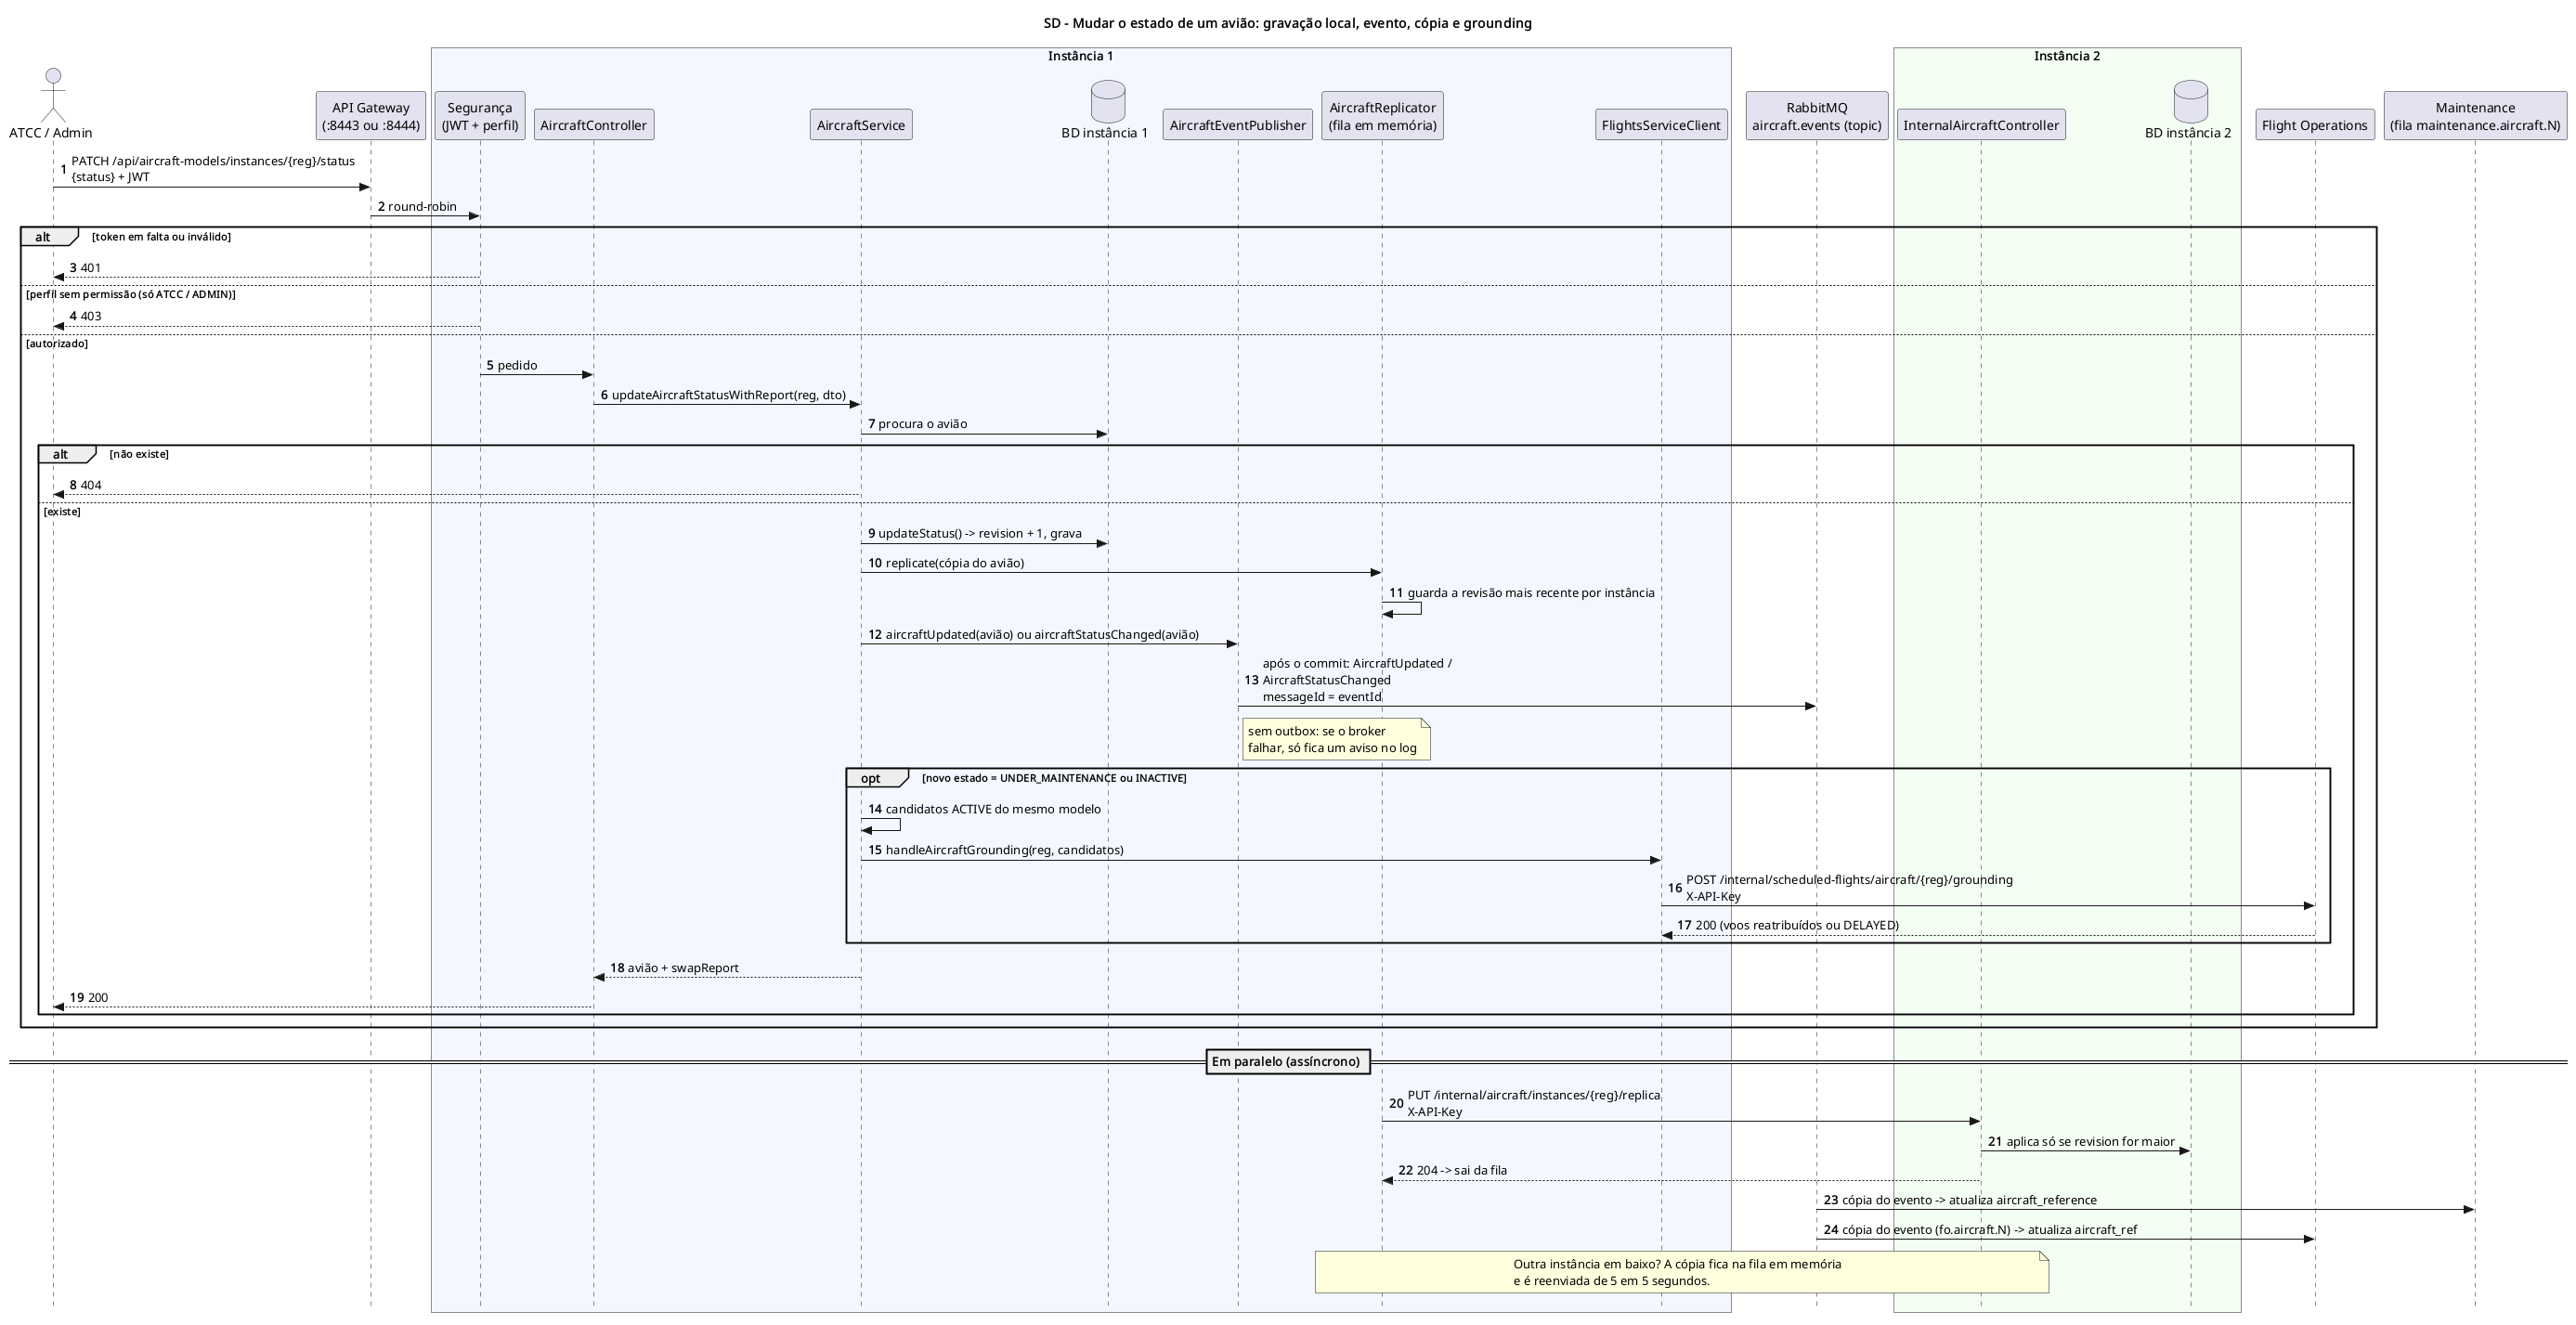 SD - Mudar o estado de um avião: gravação local, evento, cópia e grounding
Instância 1
Instância 2
ATCC / Admin
API Gateway
(:8443 ou :8444)
Segurança
(JWT + perfil)
AircraftController
AircraftService
BD instância 1
AircraftEventPublisher
AircraftReplicator
(fila em memória)
FlightsServiceClient
RabbitMQ
aircraft.events (topic)
InternalAircraftController
BD instância 2
Flight Operations
Maintenance
(fila maintenance.aircraft.N)
1 PATCH /api/aircraft-models/instances/{reg}/status
{status} + JWT
2 round-robin
alt [token em falta ou inválido]
3 401
[perfil sem permissão (só ATCC / ADMIN)]
4 403
[autorizado]
5 pedido
6 updateAircraftStatusWithReport(reg, dto)
7 procura o avião
alt [não existe]
8 404
[existe]
9 updateStatus() -> revision + 1, grava
10 replicate(cópia do avião)
11 guarda a revisão mais recente por instância
12 aircraftUpdated(avião) ou aircraftStatusChanged(avião)
13 após o commit: AircraftUpdated /
AircraftStatusChanged
messageId = eventId
sem outbox: se o broker
falhar, só fica um aviso no log
opt [novo estado = UNDER_MAINTENANCE ou INACTIVE]
14 candidatos ACTIVE do mesmo modelo
15 handleAircraftGrounding(reg, candidatos)
16 POST /internal/scheduled-flights/aircraft/{reg}/grounding
X-API-Key
17 200 (voos reatribuídos ou DELAYED)
18 avião + swapReport
19 200
Em paralelo (assíncrono)
20 PUT /internal/aircraft/instances/{reg}/replica
X-API-Key
21 aplica só se revision for maior
22 204 -> sai da fila
23 cópia do evento -> atualiza aircraft_reference
24 cópia do evento (fo.aircraft.N) -> atualiza aircraft_ref
Outra instância em baixo? A cópia fica na fila em memória
e é reenviada de 5 em 5 segundos.